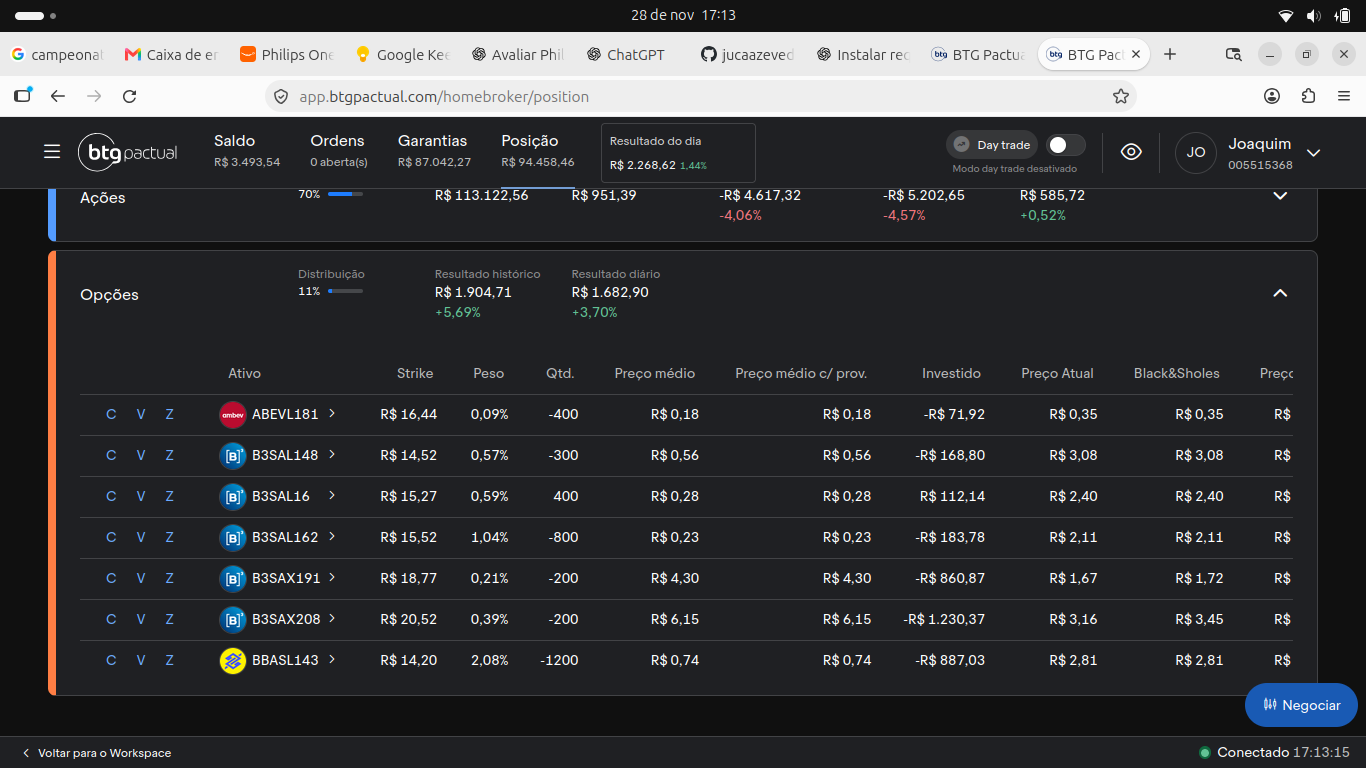 28 de nov 17:13
campeonat Caixa de er Philips One Google Kee Avaliar Phil ChatGPT jucaazeved Instalar rec BTG Pactua BTG Pact
app.btgpactual.com/homebroker/position
btg pactual Saldo Ordens Garantias Posição Resultado do dia Day trade JO Joaquim
R$ 3.493,54 0 aberta(s) R$ 87.042,27 R$ 94.458,46 R$ 2.268,62 1,44% Modo day trade desativado 005515368
Ações 70% R$ 113.122,56 R$ 951,39 -R$ 4.617,32 -R$ 5.202,65 R$ 585,72
-4,06% -4,57% +0,52%
Distribuição Resultado histórico Resultado diário
Opções 11% R$ 1.904,71 R$ 1.682,90
+5,69% +3,70%
Ativo Strike Peso Qtd. Preço médio Preço médio c/ prov. Investido Preço Atual Black&Sholes Preço
C V Z ambev ABEVL181 R$ 16,44 0,09% -400 R$ 0,18 R$ 0,18 -R$ 71,92 R$ 0,35 R$ 0,35 R$
C V Z [B]³ B3SAL148 R$ 14,52 0,57% -300 R$ 0,56 R$ 0,56 -R$ 168,80 R$ 3,08 R$ 3,08 R$
C V Z [B]³ B3SAL16 R$ 15,27 0,59% 400 R$ 0,28 R$ 0,28 R$ 112,14 R$ 2,40 R$ 2,40 R$
C V Z [B]³ B3SAL162 R$ 15,52 1,04% -800 R$ 0,23 R$ 0,23 -R$ 183,78 R$ 2,11 R$ 2,11 R$
C V Z [B]³ B3SAX191 R$ 18,77 0,21% -200 R$ 4,30 R$ 4,30 -R$ 860,87 R$ 1,67 R$ 1,72 R$
C V Z [B]³ B3SAX208 R$ 20,52 0,39% -200 R$ 6,15 R$ 6,15 -R$ 1.230,37 R$ 3,16 R$ 3,45 R$
C V Z BBASL143 R$ 14,20 2,08% -1200 R$ 0,74 R$ 0,74 -R$ 887,03 R$ 2,81 R$ 2,81 R$
Negociar
Voltar para o Workspace Conectado 17:13:15